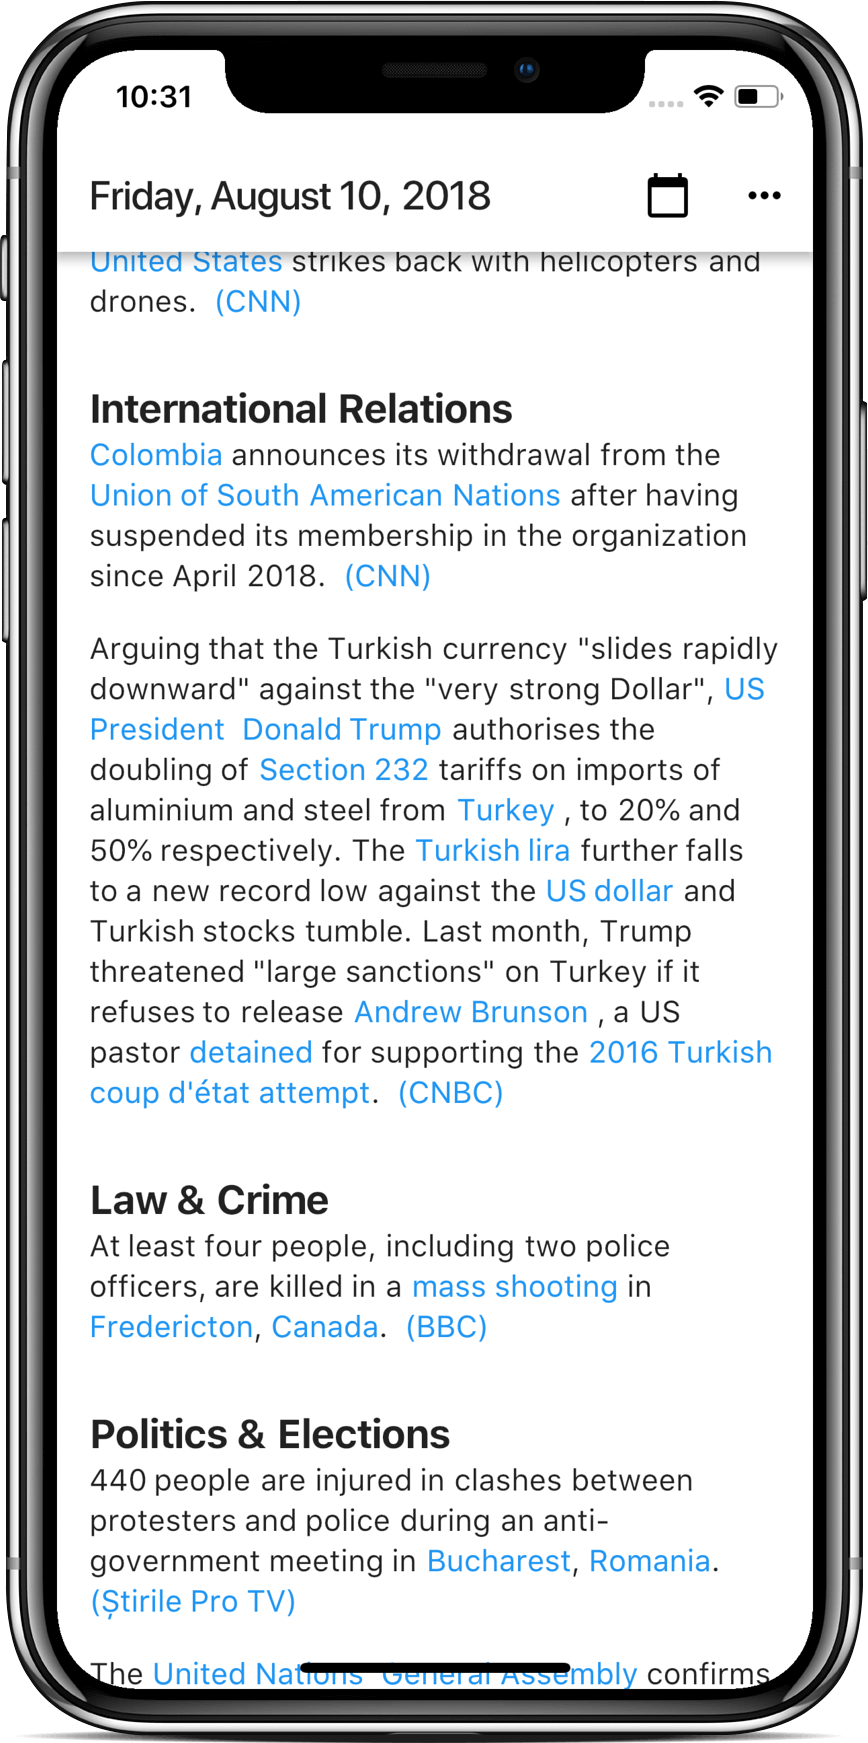 10:31
Friday, August 10, 2018
United States strikes back with helicopters and
drones. (CNN)
International Relations
Colombia announces its withdrawal from the
Union of South American Nations after having
suspended its membership in the organization
since April 2018. (CNN)
Arguing that the Turkish currency "slides rapidly
downward" against the "very strong Dollar", US
President Donald Trump authorises the
doubling of Section 232 tariffs on imports of
aluminium and steel from Turkey , to 20% and
50% respectively. The Turkish lira further falls
to a new record low against the US dollar and
Turkish stocks tumble. Last month, Trump
threatened "large sanctions" on Turkey if it
refuses to release Andrew Brunson , a US
pastor detained for supporting the 2016 Turkish
coup d'état attempt. (CNBC)
Law & Crime
At least four people, including two police
officers, are killed in a mass shooting in
Fredericton, Canada. (BBC)
Politics & Elections
440 people are injured in clashes between
protesters and police during an anti-
government meeting in Bucharest, Romania.
(Știrile Pro TV)
The United Nations General Assembly confirms